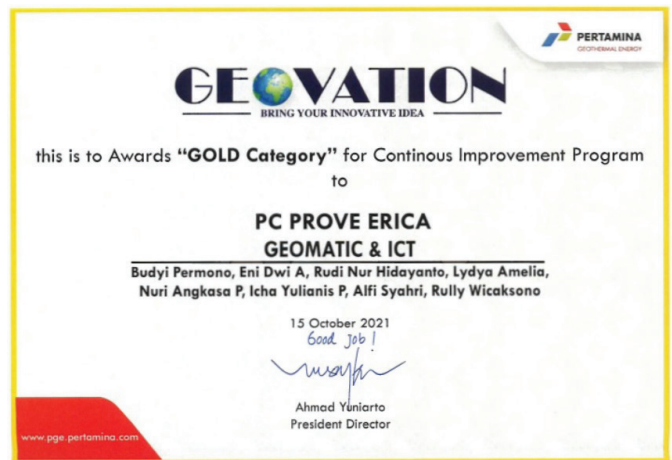 PERTAMINA
GEOTHERMAL ENERGY
GEOVATION
BRING YOUR INNOVATIVE IDEA
this is to Awards “GOLD Category” for Continous Improvement Program
to
PC PROVE ERICA
GEOMATIC & ICT
Budyi Permono, Eni Dwi A, Rudi Nur Hidayanto, Lydya Amelia,
Nuri Angkasa P, Icha Yulianis P, Alfi Syahri, Rully Wicaksono
15 October 2021
Good Job !
Ahmad Yuniarto
President Director
www.pge.pertamina.com